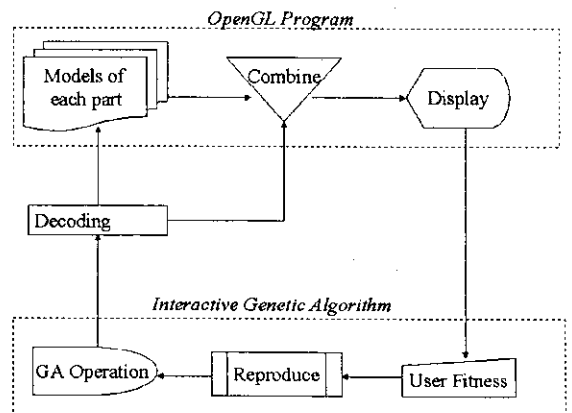 OpenGL Program
Models of
each part
Combine
Display
Decoding
Interactive Genetic Algorithm
GA Operation
Reproduce
User Fitness